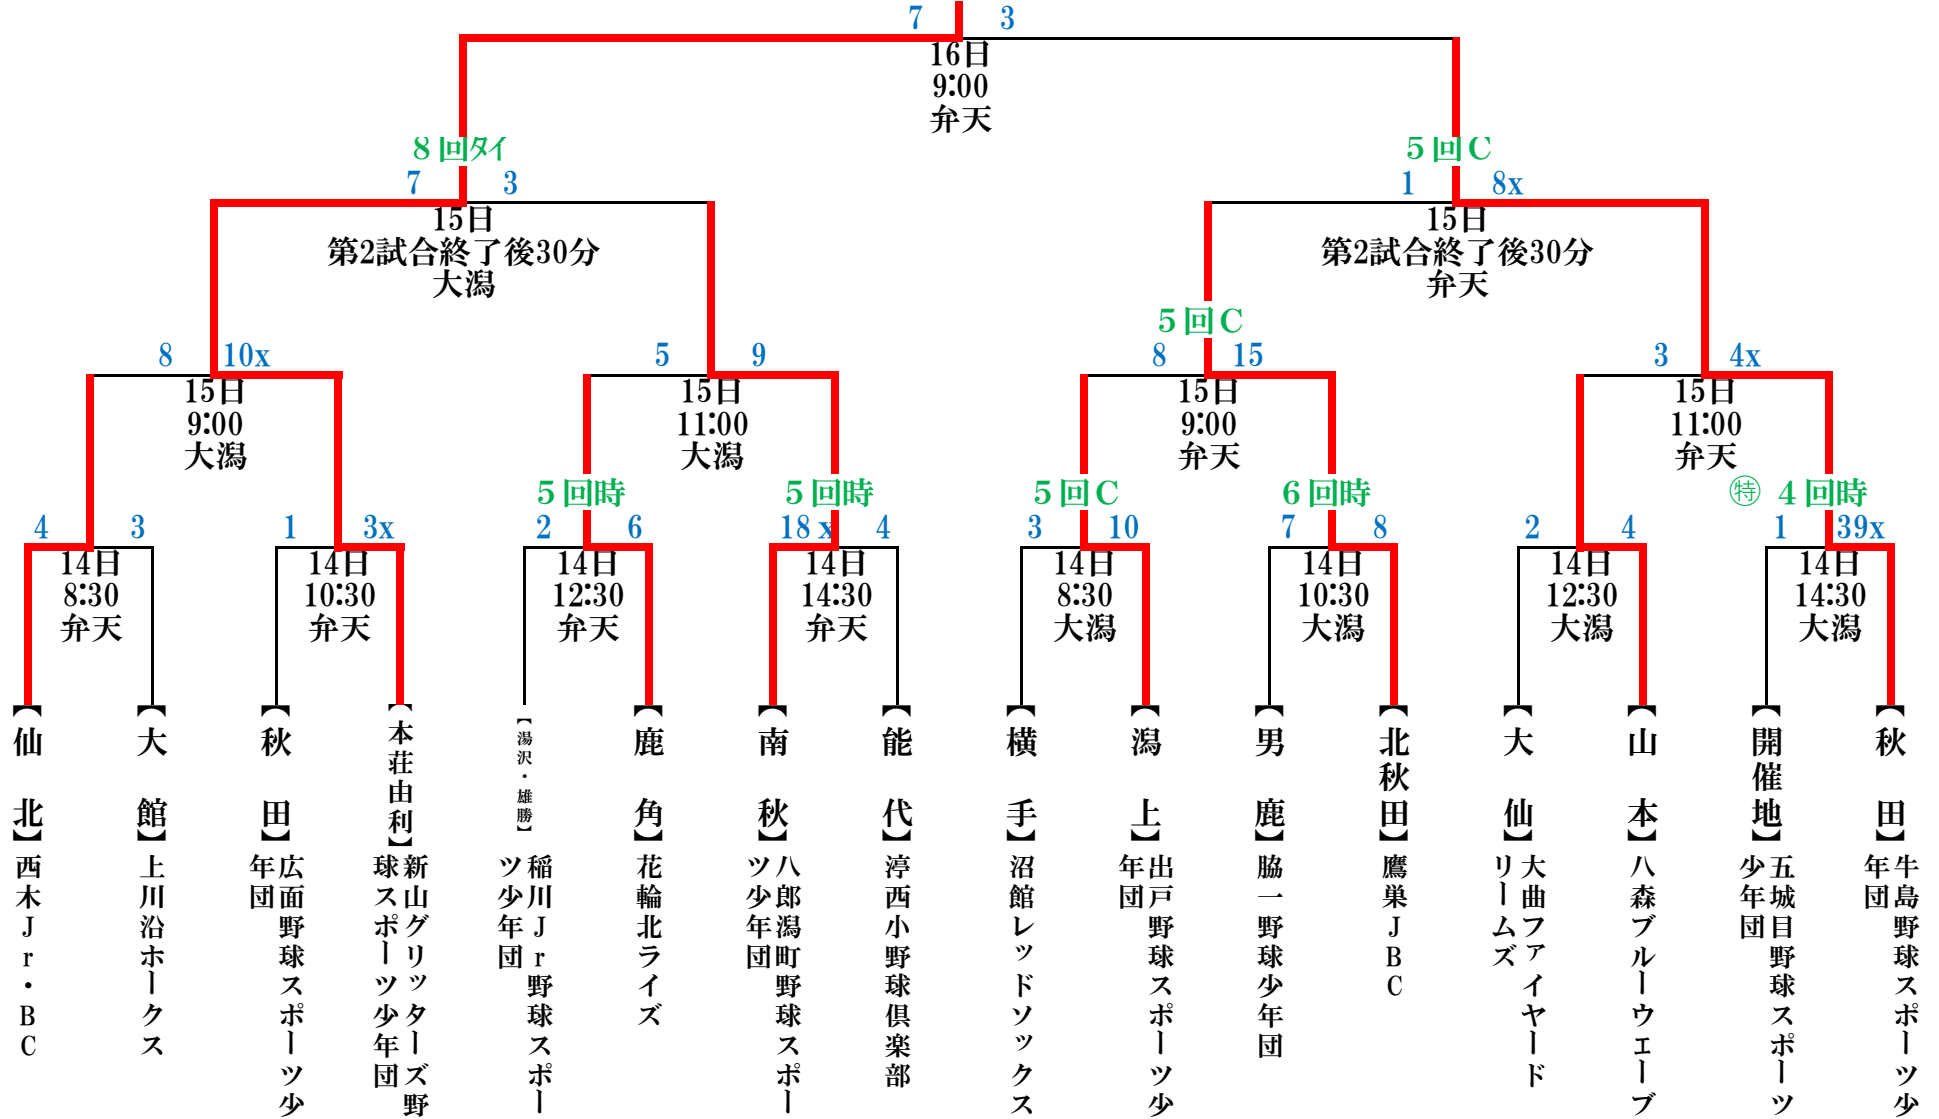 7 3
16日
9:00
弁天
8回タイ 5回C
7 3 1 8x
15日 15日
第2試合終了後30分 第2試合終了後30分
大潟 弁天
5回C
8 10x 5 9 8 15 3 4x
15日 15日 15日 15日
9:00 11:00 9:00 11:00
大潟 大潟 弁天 弁天
5回時 5回時 5回C 6回時 ㊕ 4回時
4 3 1 3x 2 6 18 x 4 3 10 7 8 2 4 1 39x
14日 14日 14日 14日 14日 14日 14日 14日
8:30 10:30 12:30 14:30 8:30 10:30 12:30 14:30
弁天 弁天 弁天 弁天 大潟 大潟 大潟 大潟
【仙 北】
西木Jr・BC
【大 館】
上川沿ホークス
【秋 田】
広面野球スポーツ少
年団
【本荘由利】
新山グリッターズ野
球スポーツ少年団
【湯沢・雄勝】
稲川Jr野球スポー
ツ少年団
【鹿 角】
花輪北ライズ
【南 秋】
八郎潟町野球スポー
ツ少年団
【能 代】
渟西小野球倶楽部
【横 手】
沼館レッドソックス
【潟 上】
出戸野球スポーツ少
年団
【男 鹿】
脇一野球少年団
【北秋田】
鷹巣JBC
【大 仙】
大曲ファイヤード
リームズ
【山 本】
八森ブルーウェーブ
【開催地】
五城目野球スポーツ
少年団
【秋 田】
牛島野球スポーツ少
年団